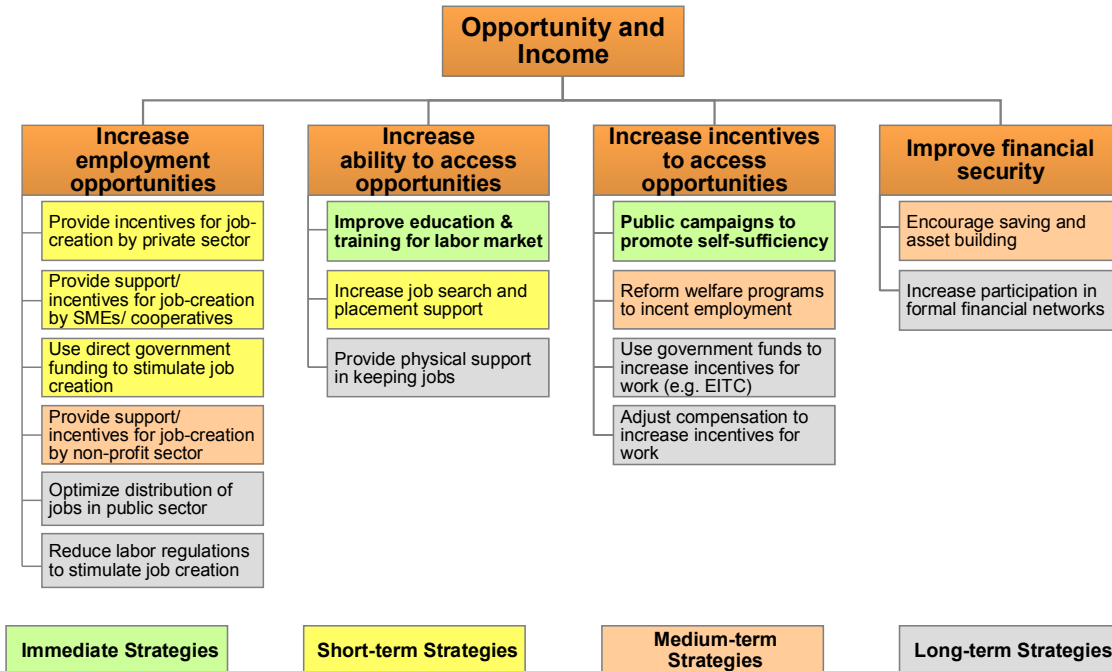 Opportunity and
Income
Increase
employment
opportunities
Provide incentives for job-
creation by private sector
Provide support/
incentives for job-creation
by SMEs/ cooperatives
Use direct government
funding to stimulate job
creation
Provide support/
incentives for job-creation
by non-profit sector
Optimize distribution of
jobs in public sector
Reduce labor regulations
to stimulate job creation
Increase
ability to access
opportunities
Improve education &
training for labor market
Increase job search and
placement support
Provide physical support
in keeping jobs
Increase incentives
to access
opportunities
Public campaigns to
promote self-sufficiency
Reform welfare programs
to incent employment
Use government funds to
increase incentives for
work (e.g. EITC)
Adjust compensation to
increase incentives for
work
Improve financial
security
Encourage saving and
asset building
Increase participation in
formal financial networks
Immediate Strategies
Short-term Strategies
Medium-term
Strategies
Long-term Strategies